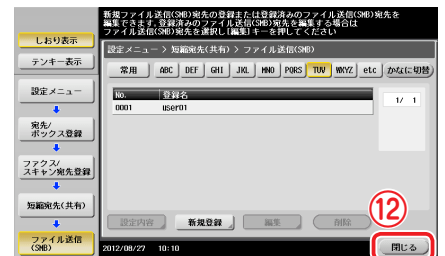 新規ファイル送信(SMB)宛先の登録または登録済みのファイル送信(SMB)宛先を
編集できます。登録済みのファイル送信(SMB)宛先を編集する場合は
ファイル送信(SMB)宛先を選択し[編集]キーを押してください
しおり表示
テンキー表示
設定メニュー
宛先/
ボックス登録
ファクス/
スキャン宛先登録
短縮宛先(共有)
ファイル送信
(SMB)
設定メニュー > 短縮宛先(共有) > ファイル送信(SMB)
常用 ABC DEF GHI JKL MNO PQRS TUV WXYZ etc かなに切替
No. 登録名
0001 user01
1/ 1
設定内容 新規登録 編集 削除
⑫
2012/08/27 10:10 閉じる